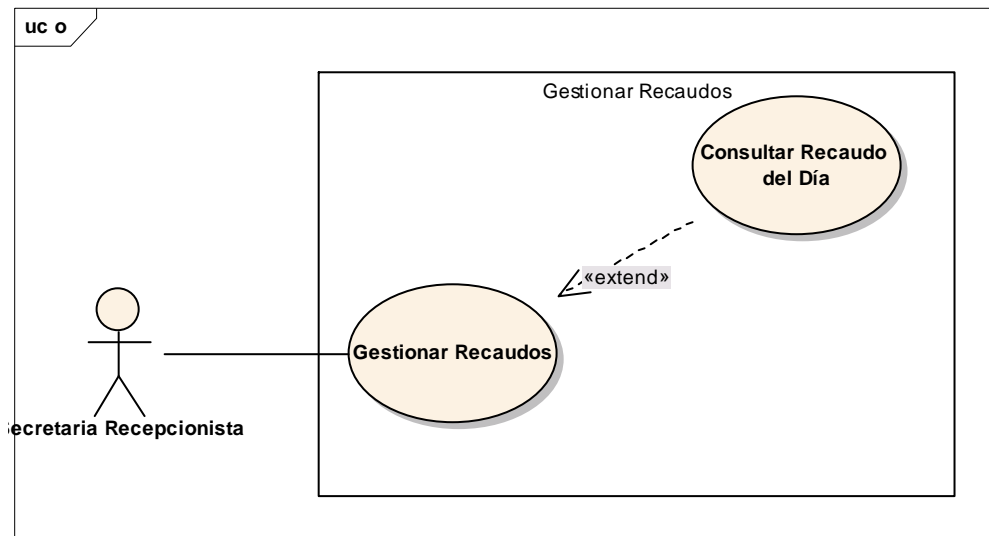 uc o
Gestionar Recaudos
Consultar Recaudo
del Día
«extend»
Gestionar Recaudos
ecretaria Recepcionista